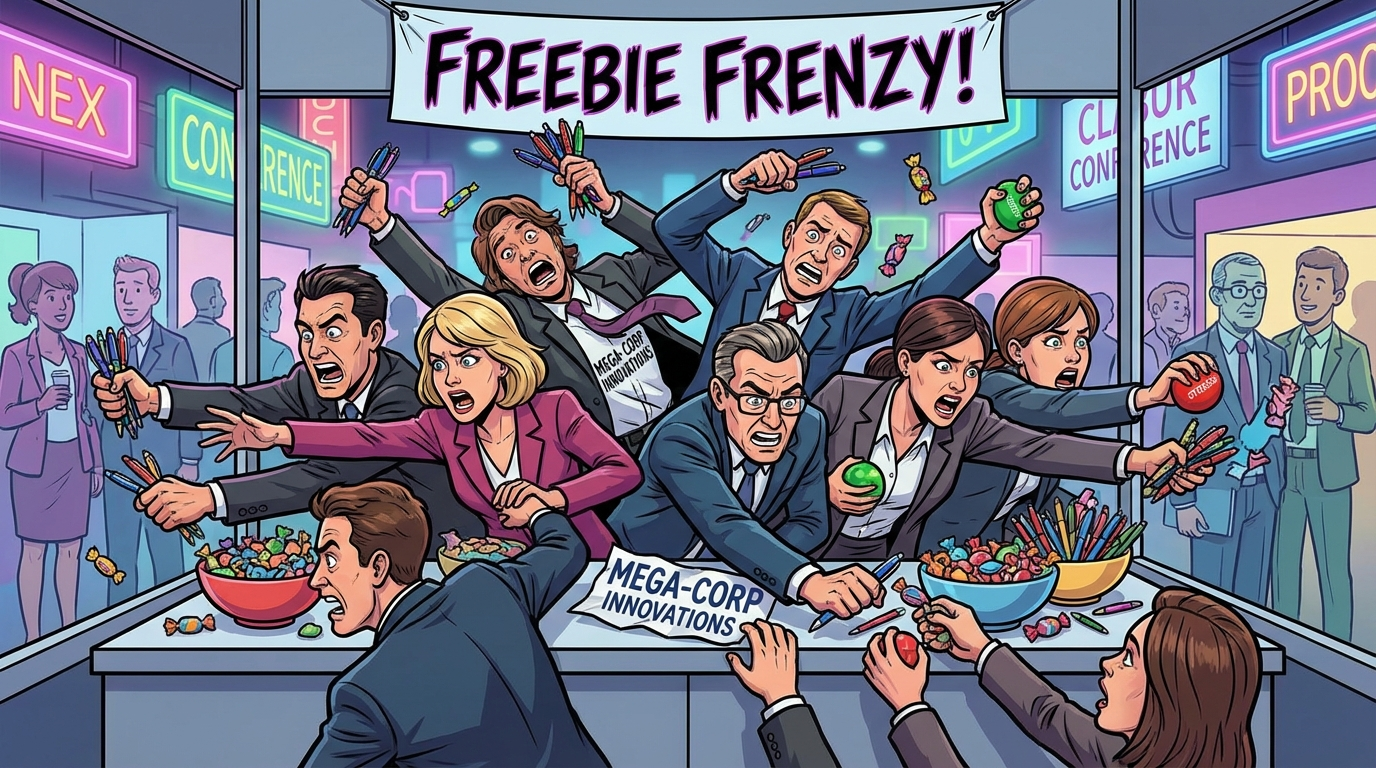 FREEBIE FRENZY!
NEX
CONFERENCE
PROC
CONFERENCE
MEGA-CORP
INNOVATIONS
MEGA-CORP
INNOVATIONS